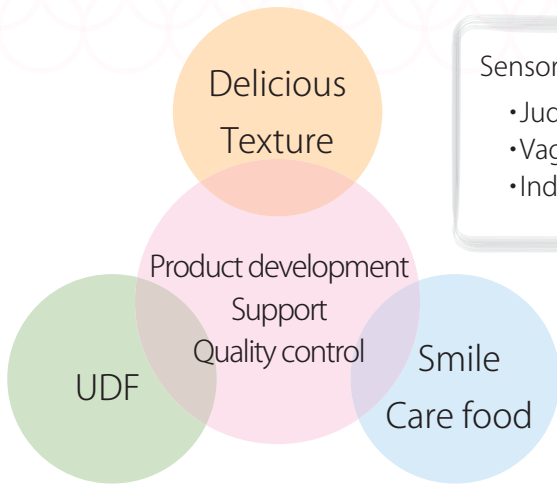 Delicious
Texture
Product development
Support
Quality control
UDF
Smile
Care food